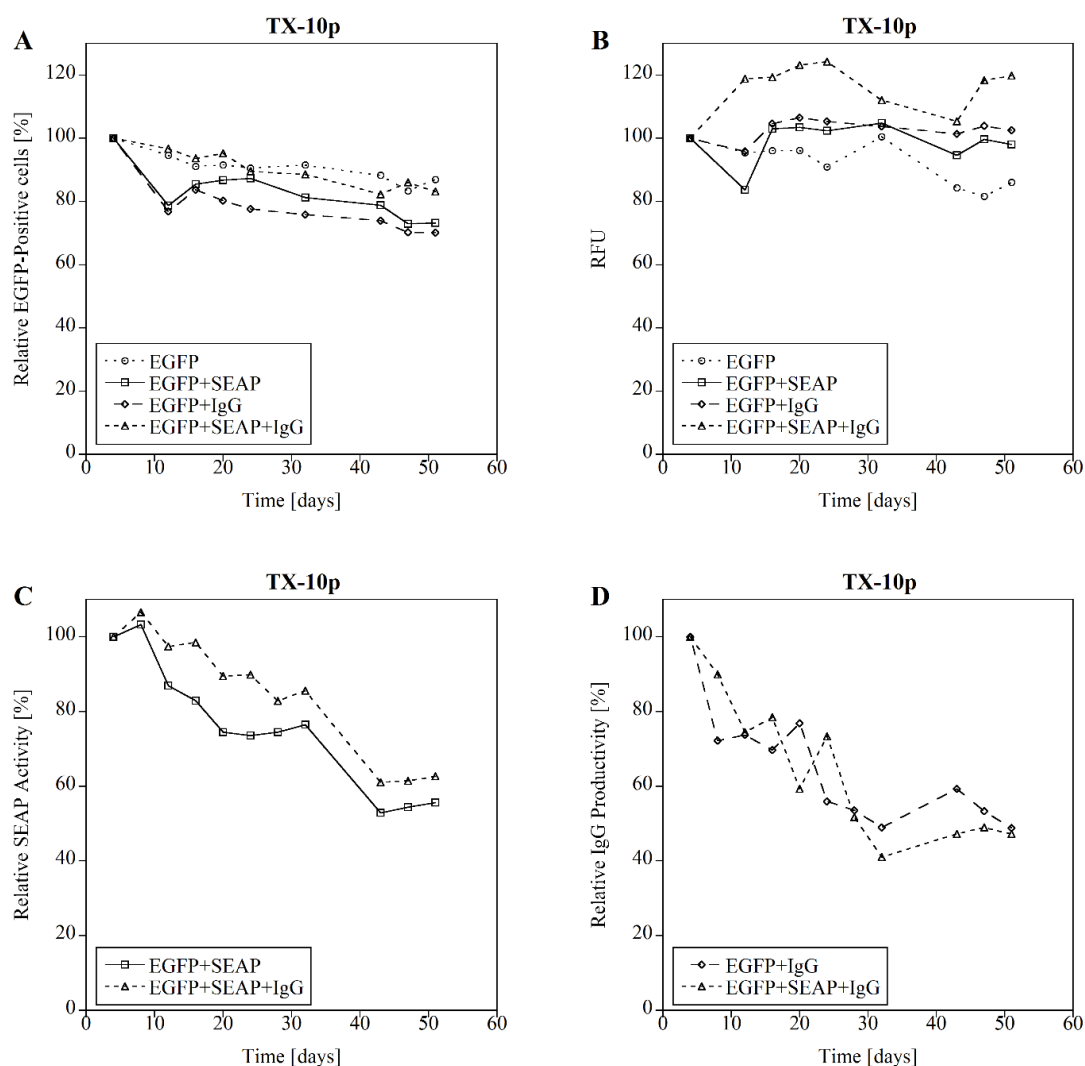 A
TX-10p
Relative EGFP-Positive cells [%]
120
100
80
60
40
20
0
EGFP
EGFP+SEAP
EGFP+IgG
EGFP+SEAP+IgG
0 10 20 30 40 50 60
Time [days]
B
TX-10p
RFU
120
100
80
60
40
20
0
EGFP
EGFP+SEAP
EGFP+IgG
EGFP+SEAP+IgG
0 10 20 30 40 50 60
Time [days]
C
TX-10p
Relative SEAP Activity [%]
100
80
60
40
20
0
EGFP+SEAP
EGFP+SEAP+IgG
0 10 20 30 40 50 60
Time [days]
D
TX-10p
Relative IgG Productivity [%]
100
80
60
40
20
0
EGFP+IgG
EGFP+SEAP+IgG
0 10 20 30 40 50 60
Time [days]